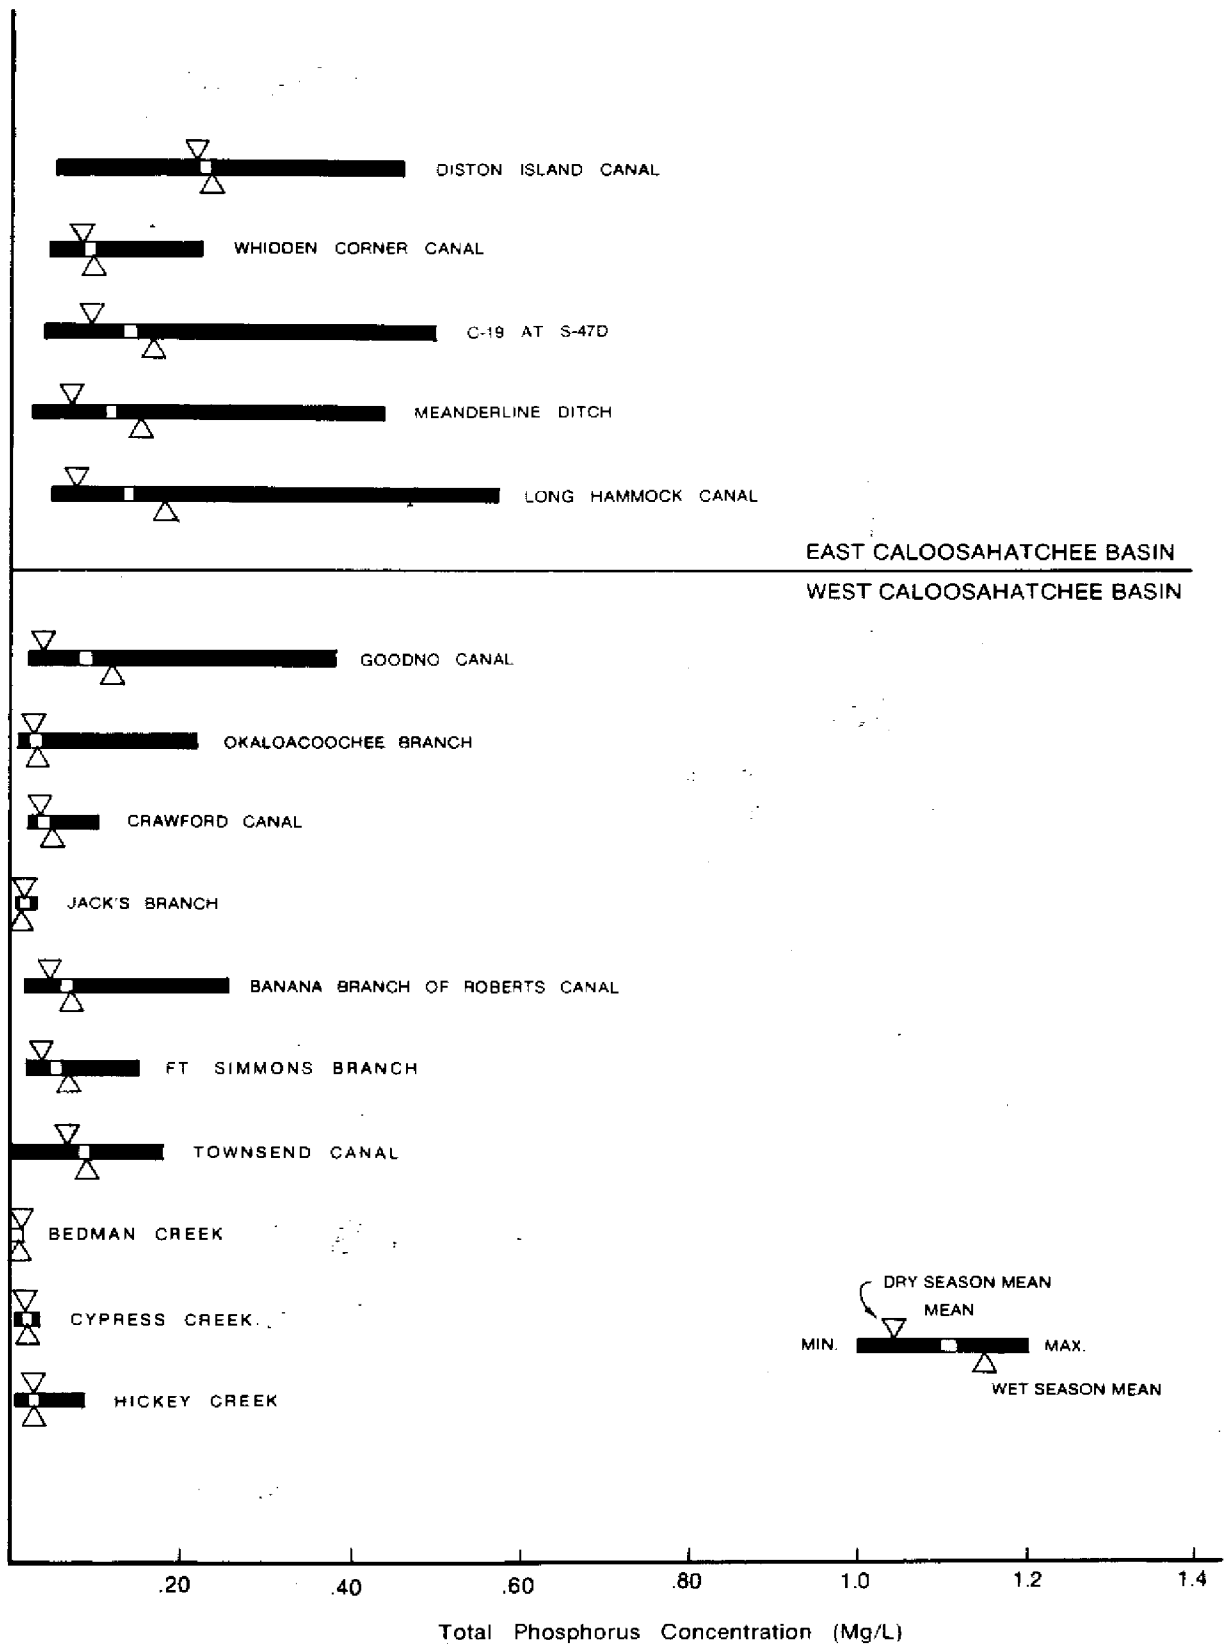 DISTON ISLAND CANAL
WHIDDEN CORNER CANAL
C-19 AT S-47D
MEANDERLINE DITCH
LONG HAMMOCK CANAL
EAST CALOOSAHATCHEE BASIN
WEST CALOOSAHATCHEE BASIN
GOODNO CANAL
OKALOACOOCHEE BRANCH
CRAWFORD CANAL
JACK'S BRANCH
BANANA BRANCH OF ROBERTS CANAL
FT SIMMONS BRANCH
TOWNSEND CANAL
BEDMAN CREEK
CYPRESS CREEK
HICKEY CREEK
DRY SEASON MEAN
MEAN
MIN. MAX.
WET SEASON MEAN
.20 .40 .60 .80 1.0 1.2 1.4
Total Phosphorus Concentration (Mg/L)